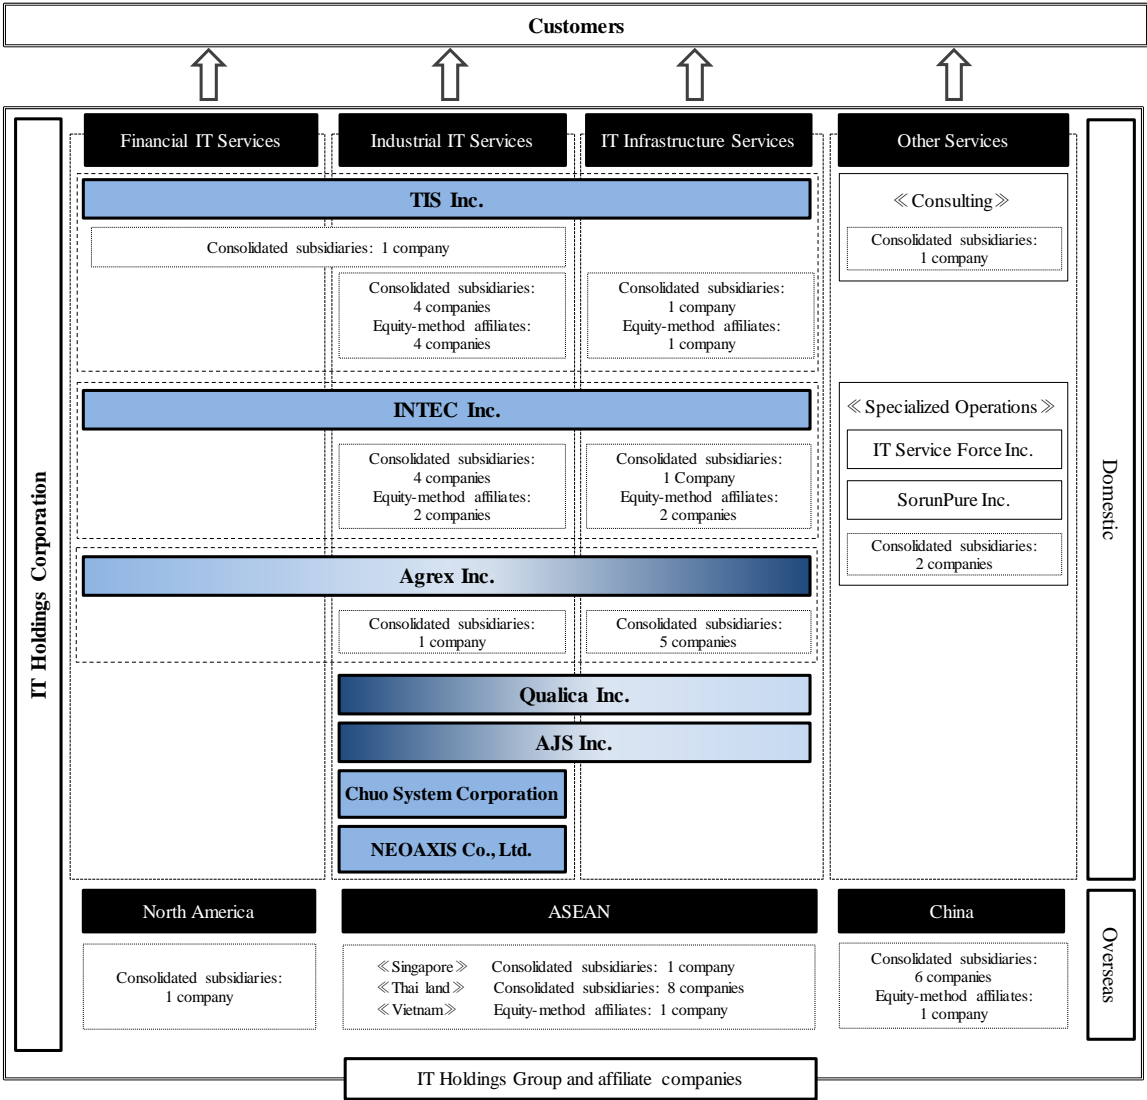 Customers
IT Holdings Corporation
Financial IT Services
Industrial IT Services
IT Infrastructure Services
Other Services
TIS Inc.
Consolidated subsidiaries: 1 company
Consolidated subsidiaries:
4 companies
Equity-method affiliates:
4 companies
Consolidated subsidiaries:
1 company
Equity-method affiliates:
1 company
≪Consulting≫
Consolidated subsidiaries:
1 company
INTEC Inc.
Consolidated subsidiaries:
4 companies
Equity-method affiliates:
2 companies
Consolidated subsidiaries:
1 Company
Equity-method affiliates:
2 companies
≪Specialized Operations≫
IT Service Force Inc.
SorunPure Inc.
Consolidated subsidiaries:
2 companies
Agrex Inc.
Consolidated subsidiaries:
1 company
Consolidated subsidiaries:
5 companies
Qualica Inc.
AJS Inc.
Chuo System Corporation
NEOAXIS Co., Ltd.
Domestic
North America
ASEAN
China
Consolidated subsidiaries:
1 company
≪Singapore≫ Consolidated subsidiaries: 1 company
≪Thai land≫ Consolidated subsidiaries: 8 companies
≪Vietnam≫ Equity-method affiliates: 1 company
Consolidated subsidiaries:
6 companies
Equity-method affiliates:
1 company
Overseas
IT Holdings Group and affiliate companies